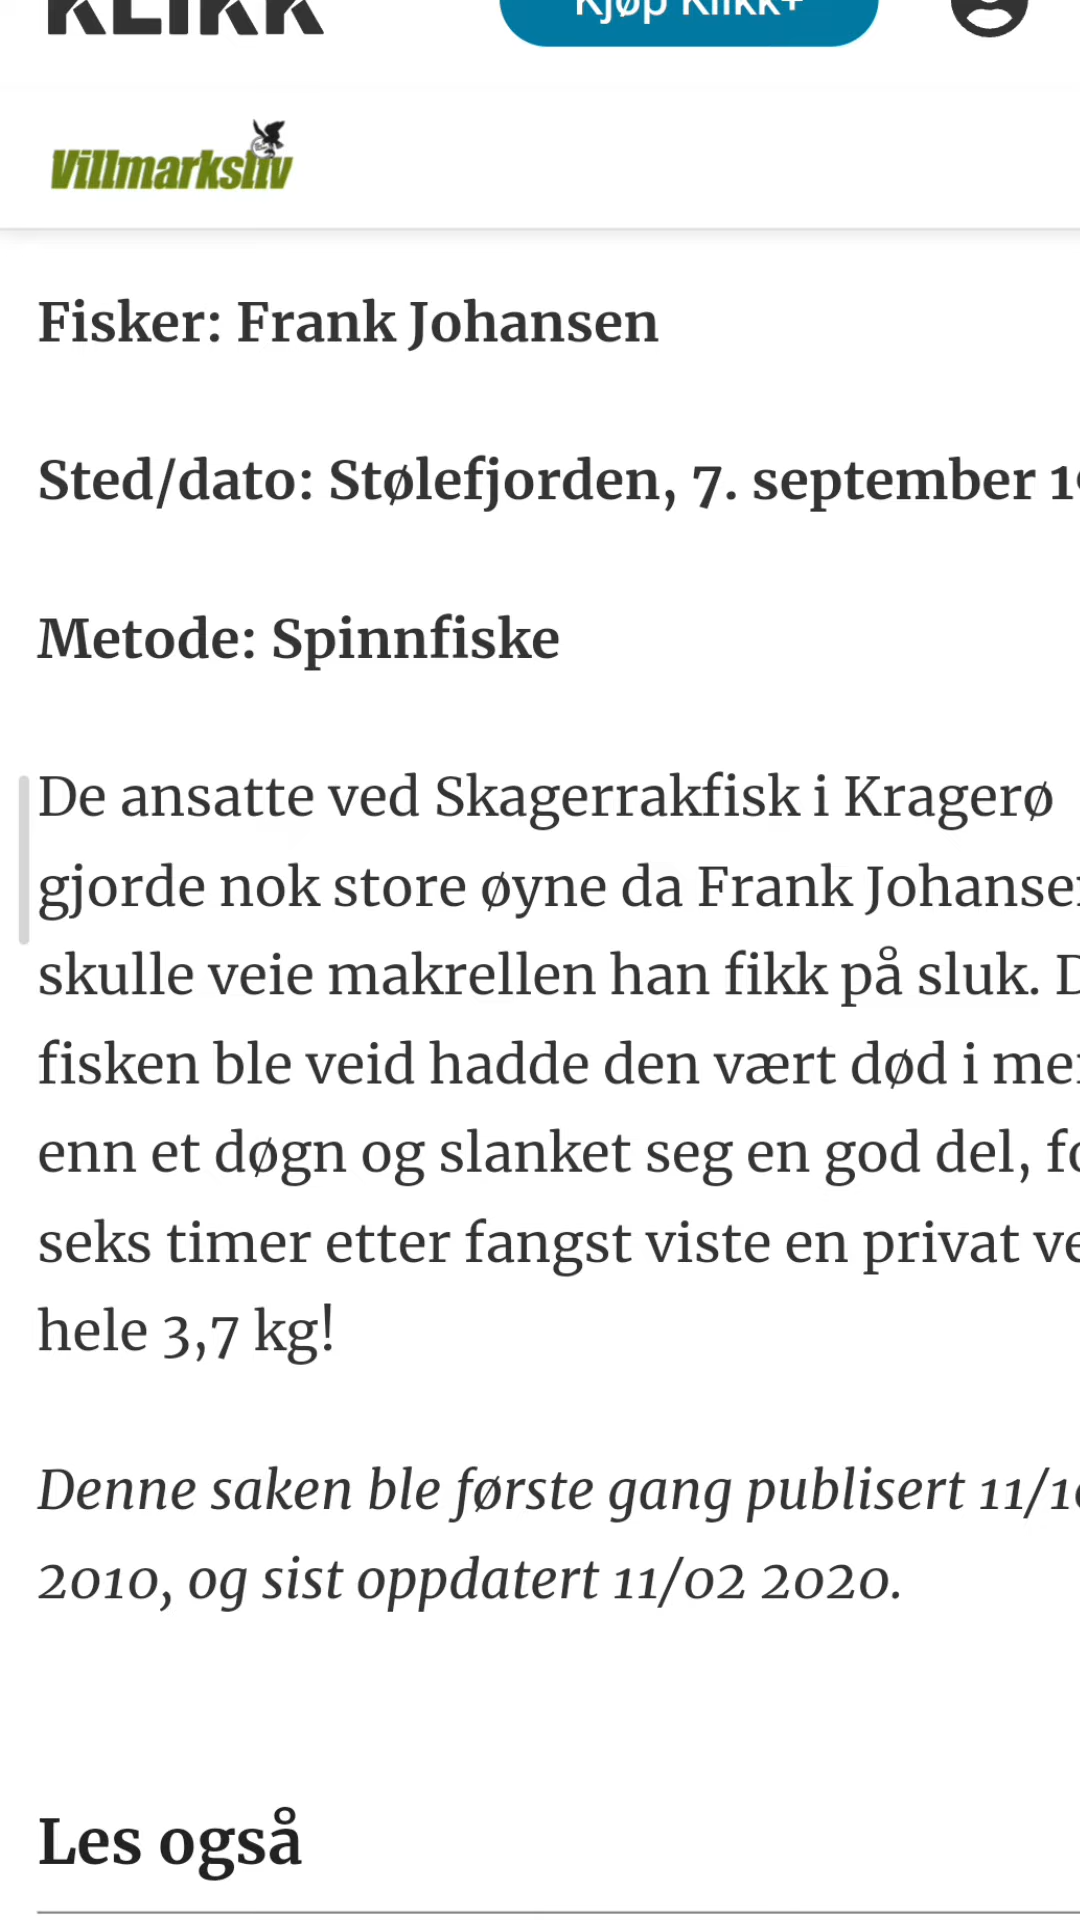 KLIKK
Kjøp Klikk+
Villmarksliv
Fisker: Frank Johansen
Sted/dato: Stølefjorden, 7. september
Metode: Spinnfiske
De ansatte ved Skagerrakfisk i Kragerø
gjorde nok store øyne da Frank
skulle veie makrellen han fikk på sluk.
fisken ble veid hadde den vært død i
enn et døgn og slanket seg en god del,
seks timer etter fangst viste en privat
hele 3,7 kg!
Denne saken ble første gang publisert
2010, og sist oppdatert 11/02 2020.
Les også